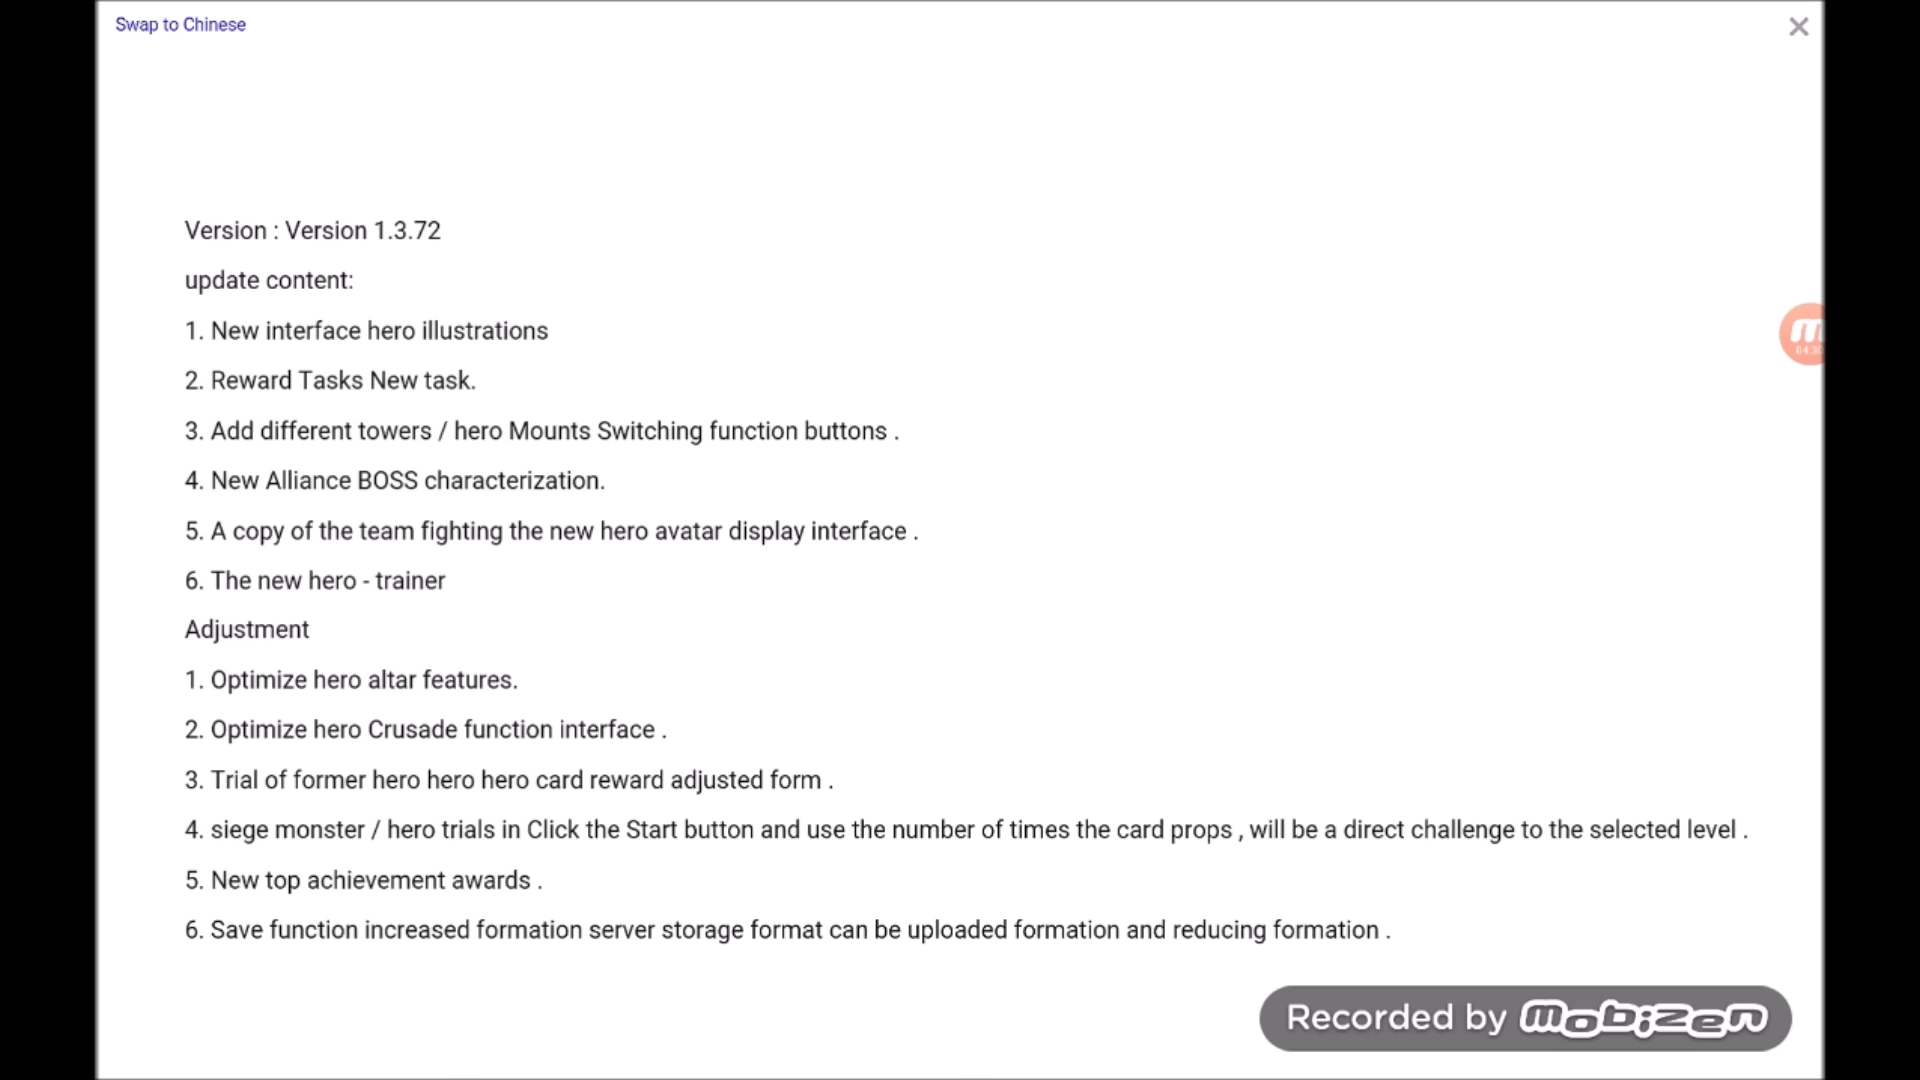 Swap to Chinese
Version : Version 1.3.72
update content:
1. New interface hero illustrations
2. Reward Tasks New task.
3. Add different towers / hero Mounts Switching function buttons .
4. New Alliance BOSS characterization.
5. A copy of the team fighting the new hero avatar display interface .
6. The new hero - trainer
Adjustment
1. Optimize hero altar features.
2. Optimize hero Crusade function interface .
3. Trial of former hero hero hero card reward adjusted form .
4. siege monster / hero trials in Click the Start button and use the number of times the card props , will be a direct challenge to the selected level .
5. New top achievement awards .
6. Save function increased formation server storage format can be uploaded formation and reducing formation .
Recorded by mobizen